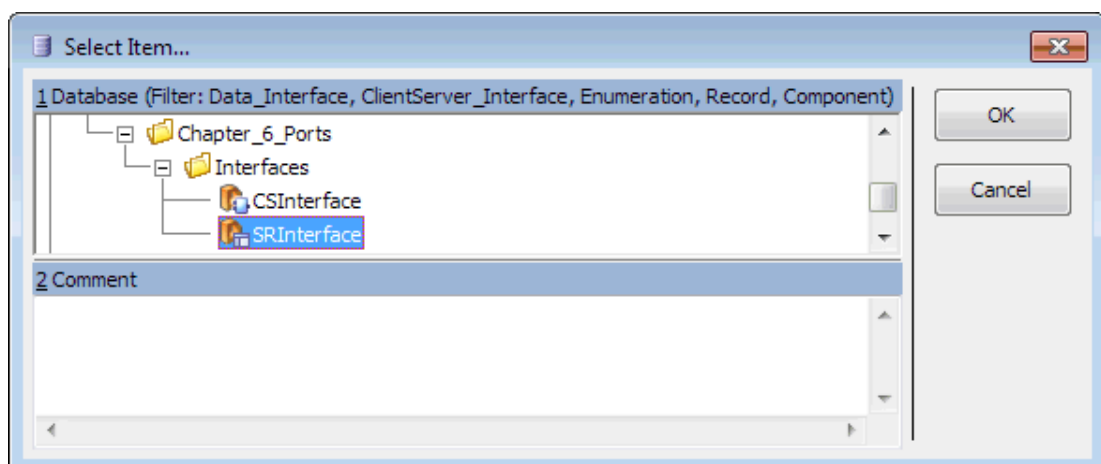 Select Item...
1 Database (Filter: Data_Interface, ClientServer_Interface, Enumeration, Record, Component)
Chapter_6_Ports
Interfaces
CSInterface
SRInterface
2 Comment
OK
Cancel